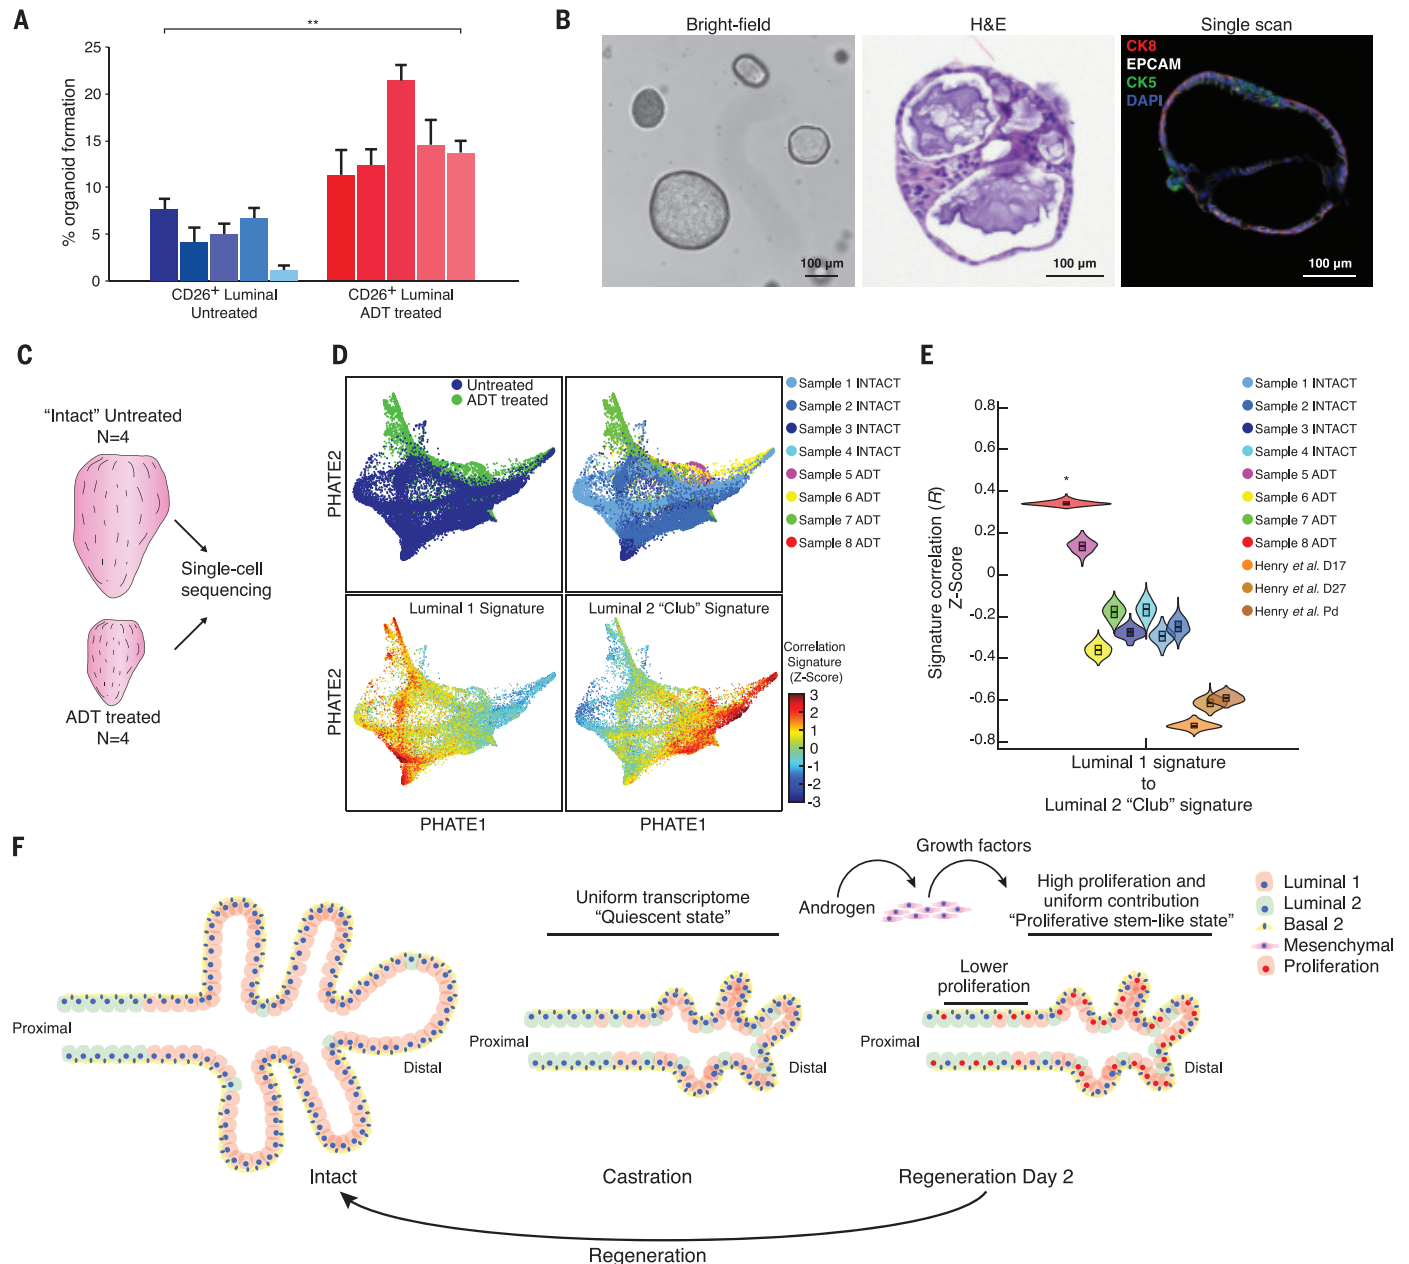 A
**
25
20
15
10
5
0
% organoid formation
CD26+ Luminal
Untreated
CD26+ Luminal
ADT treated
B
Bright-field
H&E
Single scan
CK8
EPCAM
CK5
DAPI
100 µm
100 µm
100 µm
C
“Intact” Untreated
N=4
Single-cell
sequencing
ADT treated
N=4
D
Untreated
ADT treated
PHATE2
Sample 1 INTACT
Sample 2 INTACT
Sample 3 INTACT
Sample 4 INTACT
Sample 5 ADT
Sample 6 ADT
Sample 7 ADT
Sample 8 ADT
Luminal 1 Signature
Luminal 2 “Club” Signature
PHATE2
PHATE1
PHATE1
Correlation
Signature
(Z-Score)
3
2
1
0
-1
-2
-3
E
Signature correlation (R)
Z-Score
0.8
0.6
0.4
0.2
0
-0.2
-0.4
-0.6
-0.8
*
Luminal 1 signature
to
Luminal 2 “Club” signature
Sample 1 INTACT
Sample 2 INTACT
Sample 3 INTACT
Sample 4 INTACT
Sample 5 ADT
Sample 6 ADT
Sample 7 ADT
Sample 8 ADT
Henry et al. D17
Henry et al. D27
Henry et al. Pd
F
Growth factors
Androgen
Uniform transcriptome
“Quiescent state”
High proliferation and
uniform contribution
“Proliferative stem-like state”
Luminal 1
Luminal 2
Basal 2
Mesenchymal
Proliferation
Lower
proliferation
Proximal
Distal
Proximal
Distal
Proximal
Distal
Intact
Castration
Regeneration Day 2
Regeneration